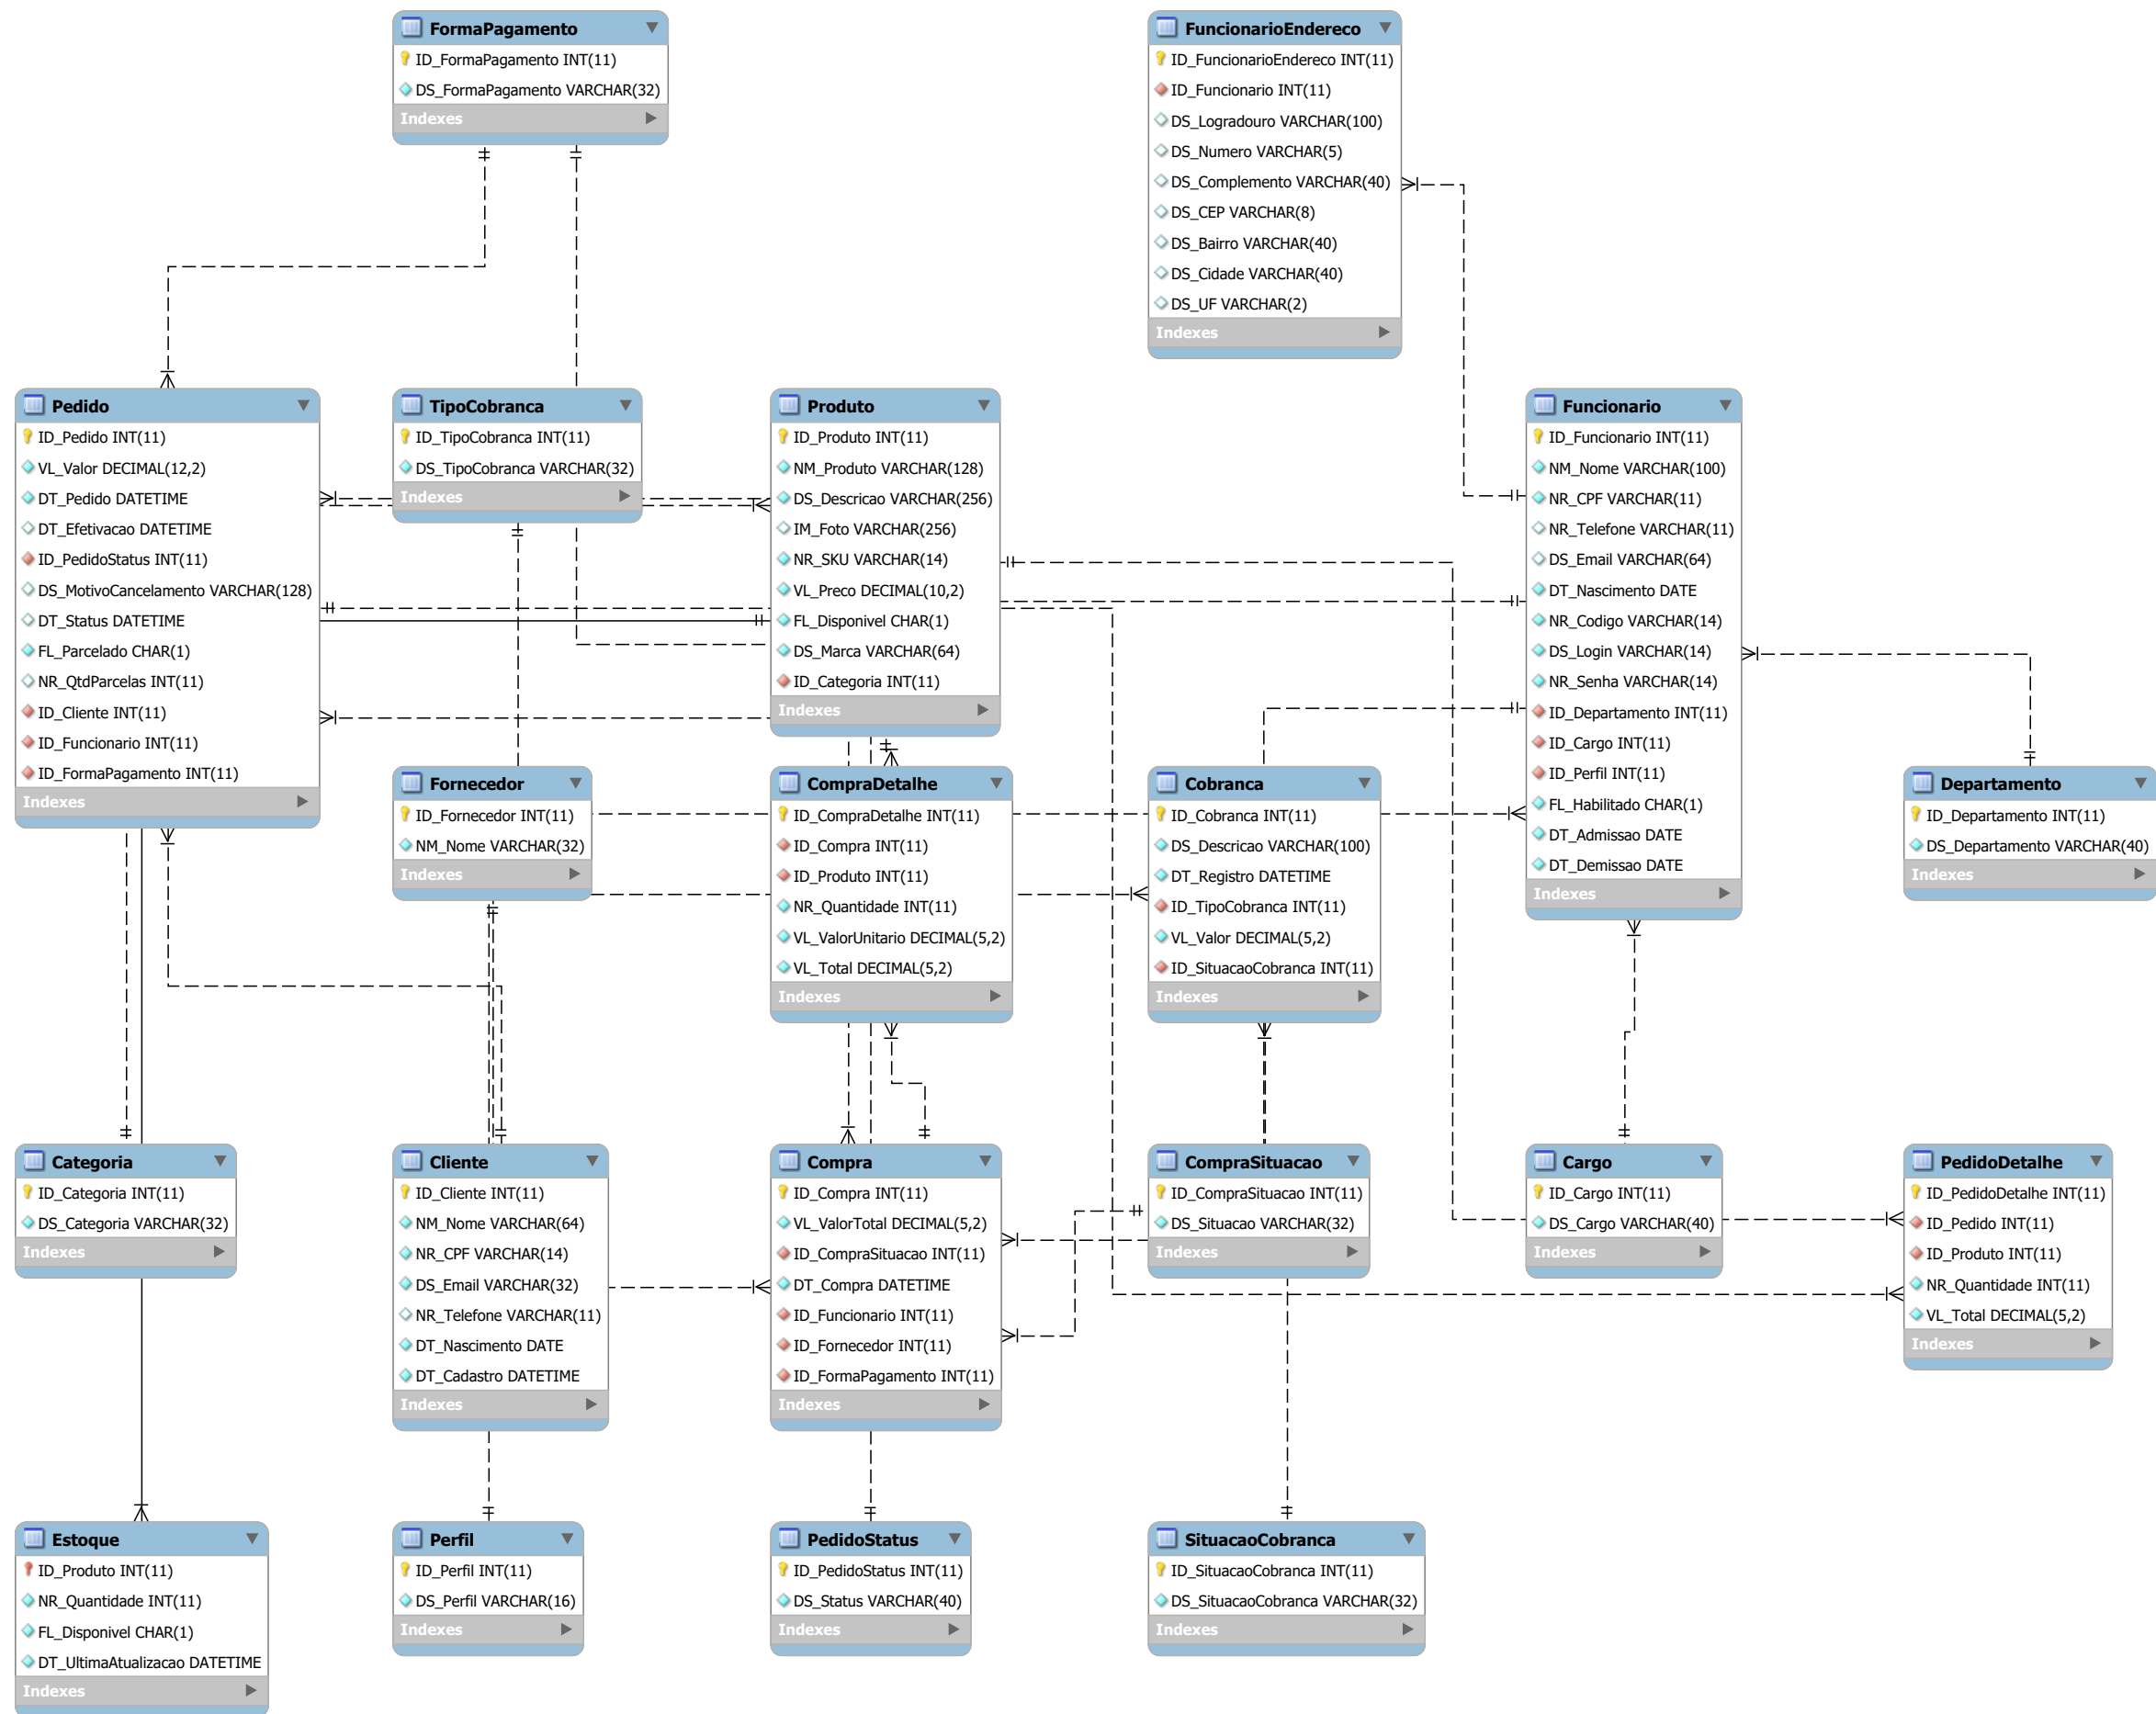 FormaPagamento
ID_FormaPagamento INT(11)
DS_FormaPagamento VARCHAR(32)
Indexes
FuncionarioEndereco
ID_FuncionarioEndereco INT(11)
ID_Funcionario INT(11)
DS_Logradouro VARCHAR(100)
DS_Numero VARCHAR(5)
DS_Complemento VARCHAR(40)
DS_CEP VARCHAR(8)
DS_Bairro VARCHAR(40)
DS_Cidade VARCHAR(40)
DS_UF VARCHAR(2)
Indexes
Pedido
ID_Pedido INT(11)
VL_Valor DECIMAL(12,2)
DT_Pedido DATETIME
DT_Efetivacao DATETIME
ID_PedidoStatus INT(11)
DS_MotivoCancelamento VARCHAR(128)
DT_Status DATETIME
FL_Parcelado CHAR(1)
NR_QtdParcelas INT(11)
ID_Cliente INT(11)
ID_Funcionario INT(11)
ID_FormaPagamento INT(11)
Indexes
TipoCobranca
ID_TipoCobranca INT(11)
DS_TipoCobranca VARCHAR(32)
Indexes
Produto
ID_Produto INT(11)
NM_Produto VARCHAR(128)
DS_Descricao VARCHAR(256)
IM_Foto VARCHAR(256)
NR_SKU VARCHAR(14)
VL_Preco DECIMAL(10,2)
FL_Disponivel CHAR(1)
DS_Marca VARCHAR(64)
ID_Categoria INT(11)
Indexes
Funcionario
ID_Funcionario INT(11)
NM_Nome VARCHAR(100)
NR_CPF VARCHAR(11)
NR_Telefone VARCHAR(11)
DS_Email VARCHAR(64)
DT_Nascimento DATE
NR_Codigo VARCHAR(14)
DS_Login VARCHAR(14)
NR_Senha VARCHAR(14)
ID_Departamento INT(11)
ID_Cargo INT(11)
ID_Perfil INT(11)
FL_Habilitado CHAR(1)
DT_Admissao DATE
DT_Demissao DATE
Indexes
Fornecedor
ID_Fornecedor INT(11)
NM_Nome VARCHAR(32)
Indexes
CompraDetalhe
ID_CompraDetalhe INT(11)
ID_Compra INT(11)
ID_Produto INT(11)
NR_Quantidade INT(11)
VL_ValorUnitario DECIMAL(5,2)
VL_Total DECIMAL(5,2)
Indexes
Cobranca
ID_Cobranca INT(11)
DS_Descricao VARCHAR(100)
DT_Registro DATETIME
ID_TipoCobranca INT(11)
VL_Valor DECIMAL(5,2)
ID_SituacaoCobranca INT(11)
Indexes
Departamento
ID_Departamento INT(11)
DS_Departamento VARCHAR(40)
Indexes
Categoria
ID_Categoria INT(11)
DS_Categoria VARCHAR(32)
Indexes
Cliente
ID_Cliente INT(11)
NM_Nome VARCHAR(64)
NR_CPF VARCHAR(14)
DS_Email VARCHAR(32)
NR_Telefone VARCHAR(11)
DT_Nascimento DATE
DT_Cadastro DATETIME
Indexes
Compra
ID_Compra INT(11)
VL_ValorTotal DECIMAL(5,2)
ID_CompraSituacao INT(11)
DT_Compra DATETIME
ID_Funcionario INT(11)
ID_Fornecedor INT(11)
ID_FormaPagamento INT(11)
Indexes
CompraSituacao
ID_CompraSituacao INT(11)
DS_Situacao VARCHAR(32)
Indexes
Cargo
ID_Cargo INT(11)
DS_Cargo VARCHAR(40)
Indexes
PedidoDetalhe
ID_PedidoDetalhe INT(11)
ID_Pedido INT(11)
ID_Produto INT(11)
NR_Quantidade INT(11)
VL_Total DECIMAL(5,2)
Indexes
Estoque
ID_Produto INT(11)
NR_Quantidade INT(11)
FL_Disponivel CHAR(1)
DT_UltimaAtualizacao DATETIME
Indexes
Perfil
ID_Perfil INT(11)
DS_Perfil VARCHAR(16)
Indexes
PedidoStatus
ID_PedidoStatus INT(11)
DS_Status VARCHAR(40)
Indexes
SituacaoCobranca
ID_SituacaoCobranca INT(11)
DS_SituacaoCobranca VARCHAR(32)
Indexes